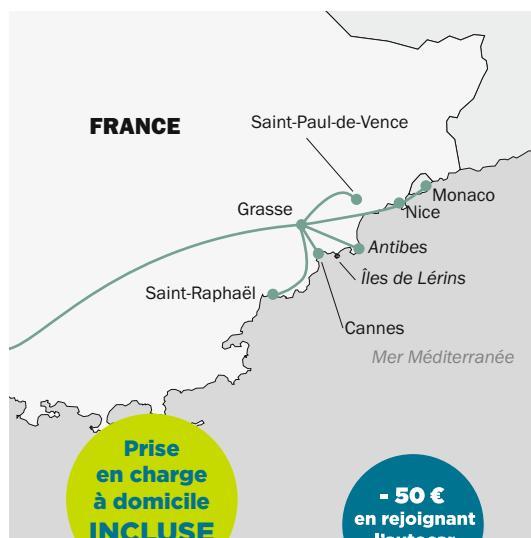 FRANCE
Saint-Paul-de-Vence
Grasse
Monaco
Nice
Antibes
Îles de Lérins
Saint-Raphaël
Cannes
Mer Méditerranée
Prise
en charge
à domicile
INCLUSE
- 50 €
en rejoignant
l'autocar